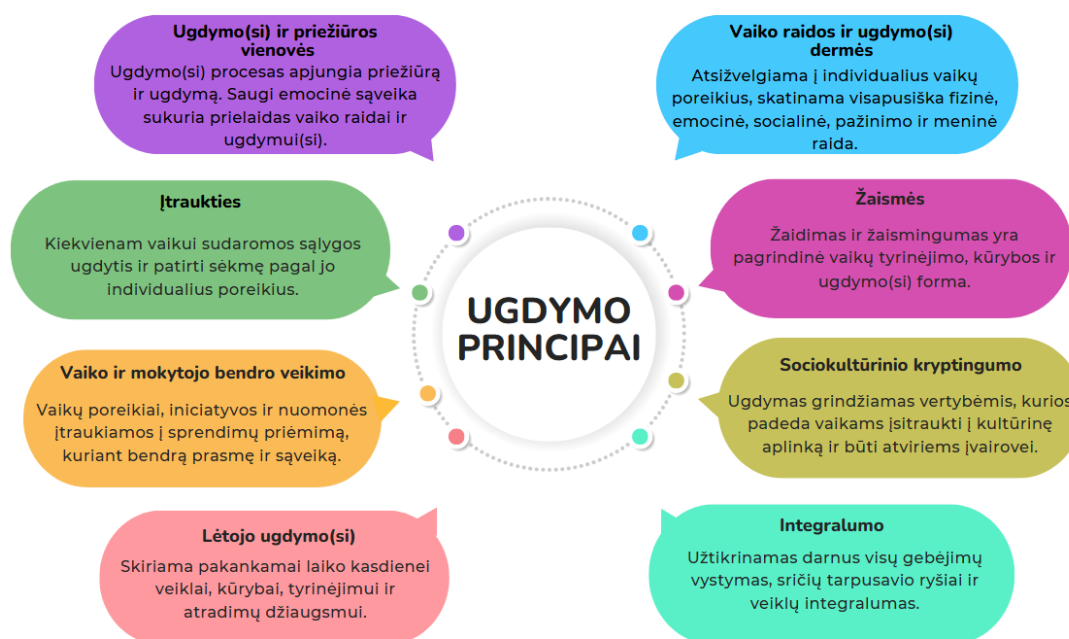 Ugdymo(si) ir priežiūros
vienovės
Ugdymo(si) procesas apjungia priežiūrą
ir ugdymą. Saugi emocinė sąveika
sukuria prielaidas vaiko raidai ir
ugdymui(si).
Vaiko raidos ir ugdymo(si)
dermės
Atsižvelgiama į individualius vaikų
poreikius, skatinama visapusiška fizinė,
emocinė, socialinė, pažinimo ir meninė
raida.
Įtraukties
Kiekvienam vaikui sudaromos sąlygos
ugdytis ir patirti sėkmę pagal jo
individualius poreikius.
Žaismės
Žaidimas ir žaismingumas yra
pagrindinė vaikų tyrinėjimo, kūrybos ir
ugdymo(si) forma.
UGDYMO
PRINCIPAI
Vaiko ir mokytojo bendro veikimo
Vaikų poreikiai, iniciatyvos ir nuomonės
įtraukiamos į sprendimų priėmimą,
kuriant bendrą prasmę ir sąveiką.
Sociokultūrinio kryptingumo
Ugdymas grindžiamas vertybėmis, kurios
padeda vaikams įsitraukti į kultūrinę
aplinką ir būti atviriems įvairovei.
Lėtojo ugdymo(si)
Skiriama pakankamai laiko kasdienei
veiklai, kūrybai, tyrinėjimui ir
atradimų džiaugsmui.
Integralumo
Užtikrinamas darnus visų gebėjimų
vystymas, sričių tarpusavio ryšiai ir
veiklų integralumas.